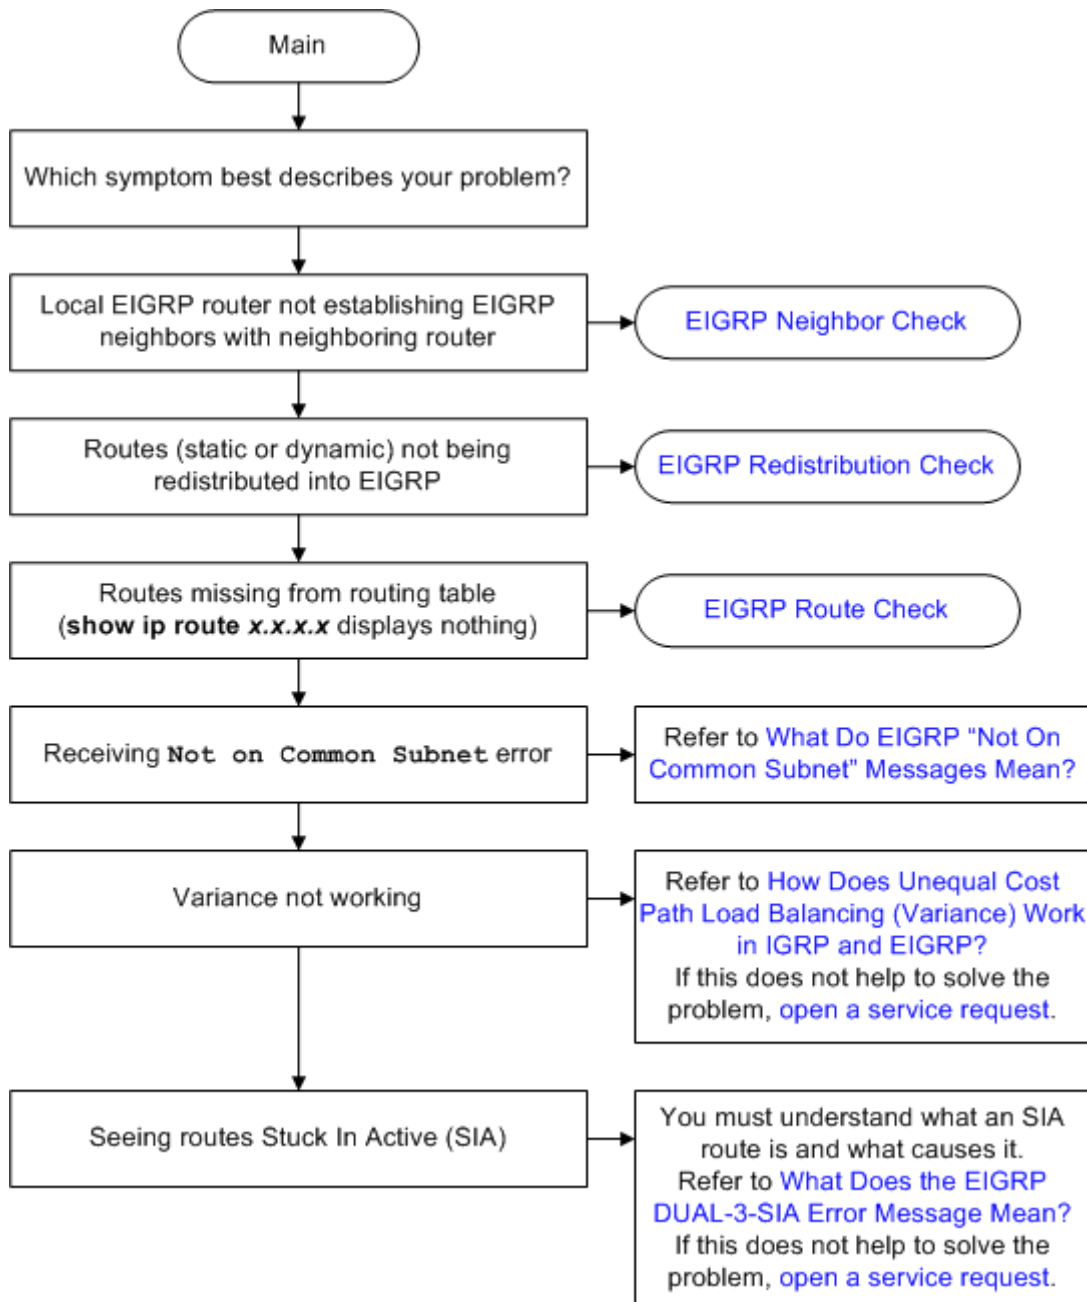 Main
Which symptom best describes your problem?
Local EIGRP router not establishing EIGRP
neighbors with neighboring router
EIGRP Neighbor Check
Routes (static or dynamic) not being
redistributed into EIGRP
EIGRP Redistribution Check
Routes missing from routing table
(show ip route x.x.x.x displays nothing)
EIGRP Route Check
Receiving Not on Common Subnet error
Refer to What Do EIGRP “Not On
Common Subnet” Messages Mean?
Variance not working
Refer to How Does Unequal Cost
Path Load Balancing (Variance) Work
in IGRP and EIGRP?
If this does not help to solve the
problem, open a service request.
Seeing routes Stuck In Active (SIA)
You must understand what an SIA
route is and what causes it.
Refer to What Does the EIGRP
DUAL-3-SIA Error Message Mean?
If this does not help to solve the
problem, open a service request.